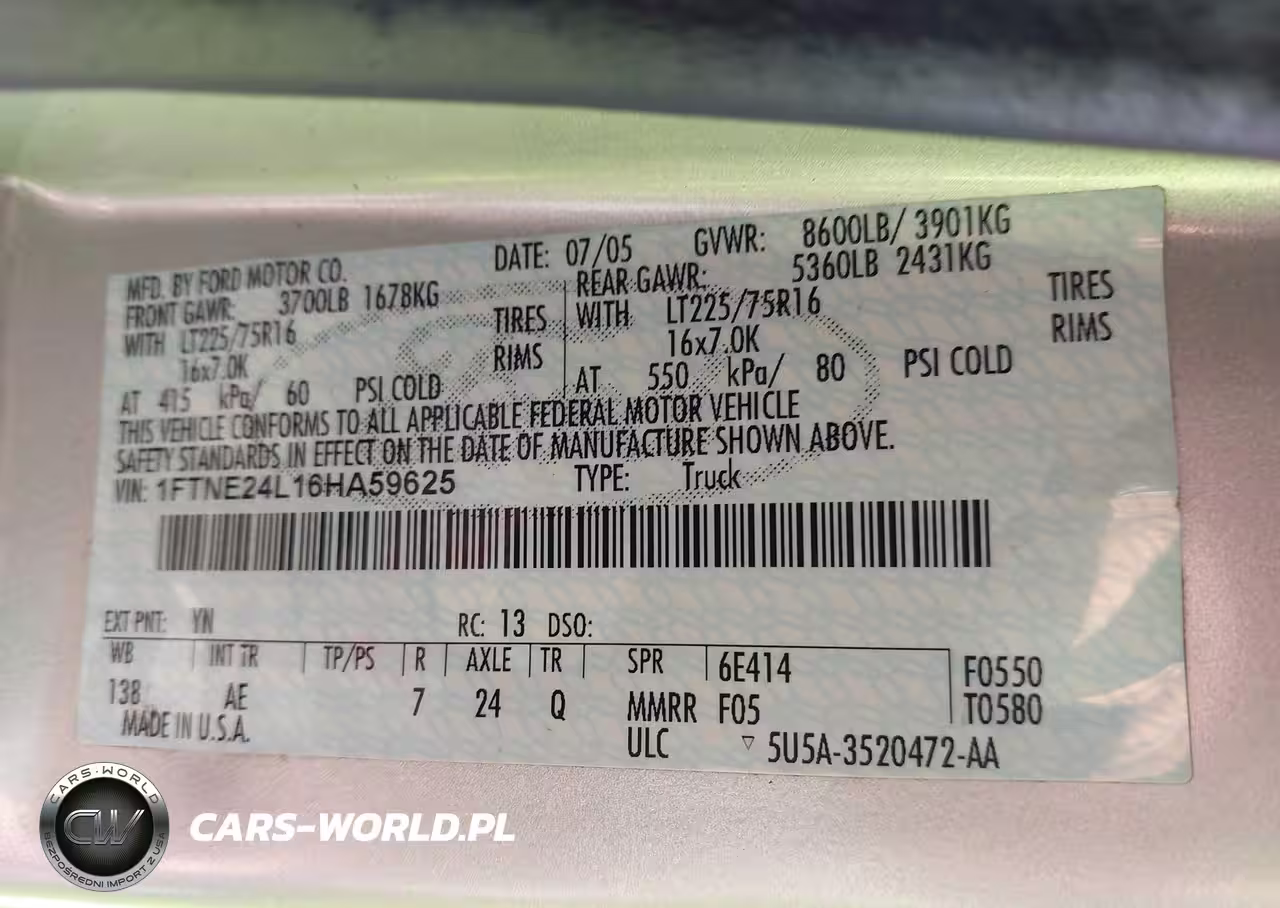 MFD. BY FORD MOTOR CO. DATE: 07/05 GVWR: 8600LB/ 3901KG
FRONT GAWR: 3700LB 1678KG REAR GAWR: 5360LB 2431KG
WITH LT225/75R16 TIRES WITH LT225/75R16 TIRES
16x7.0K RIMS 16x7.0K RIMS
AT 415 kPa/ 60 PSI COLD AT 550 kPa/ 80 PSI COLD
THIS VEHICLE CONFORMS TO ALL APPLICABLE FEDERAL MOTOR VEHICLE
SAFETY STANDARDS IN EFFECT ON THE DATE OF MANUFACTURE SHOWN ABOVE.
VIN: 1FTNE24L16HA59625 TYPE: Truck
EXT PNT: YN RC: 13 DSO:
WB INT TR TP/PS R AXLE TR SPR 6E414 F0550
138 AE 7 24 Q MMRR F05 T0580
MADE IN U.S.A. ULC ▽ 5U5A-3520472-AA
CARS-WORLD
CW
BEZPOŚREDNI IMPORT Z USA
CARS-WORLD.PL